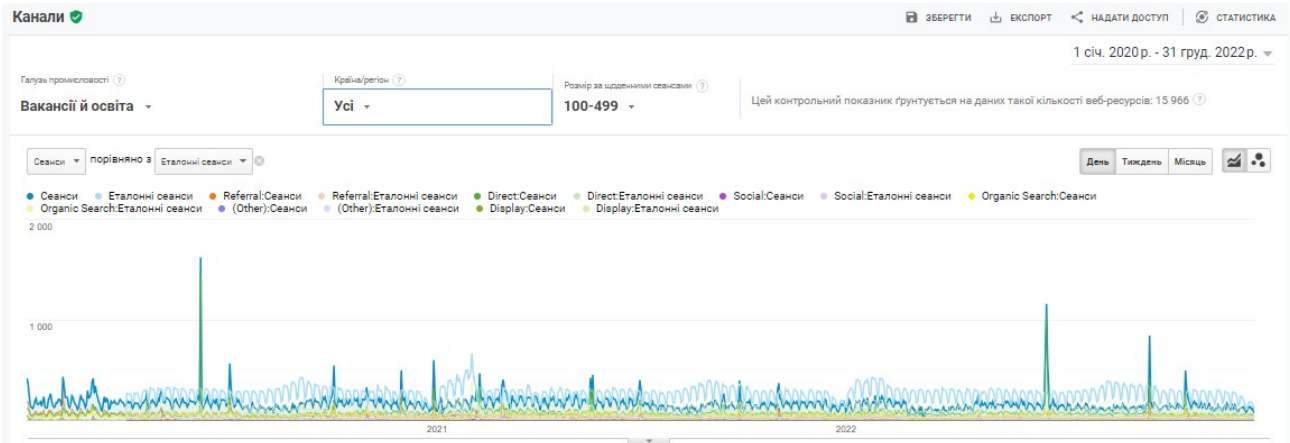 Канали
ЗБЕРЕГТИ ЕКСПОРТ НАДАТИ ДОСТУП СТАТИСТИКА
1 січ. 2020 р. - 31 груд. 2022 р.
Галузь промисловості ?
Вакансії й освіта
Країна/регіон ?
Усі
Розмір за щоденними сеансами ?
100-499
Цей контрольний показник ґрунтується на даних такої кількості веб-ресурсів: 15 966 ?
Сеанси порівняно з Еталонні сеанси
День Тиждень Місяць
Сеанси Еталонні сеанси Referral:Сеанси Referral:Еталонні сеанси Direct:Сеанси Direct:Еталонні сеанси Social:Сеанси Social:Еталонні сеанси Organic Search:Сеанси
Organic Search:Еталонні сеанси (Other):Сеанси (Other):Еталонні сеанси Display:Сеанси Display:Еталонні сеанси
2 000
1 000
2021 2022